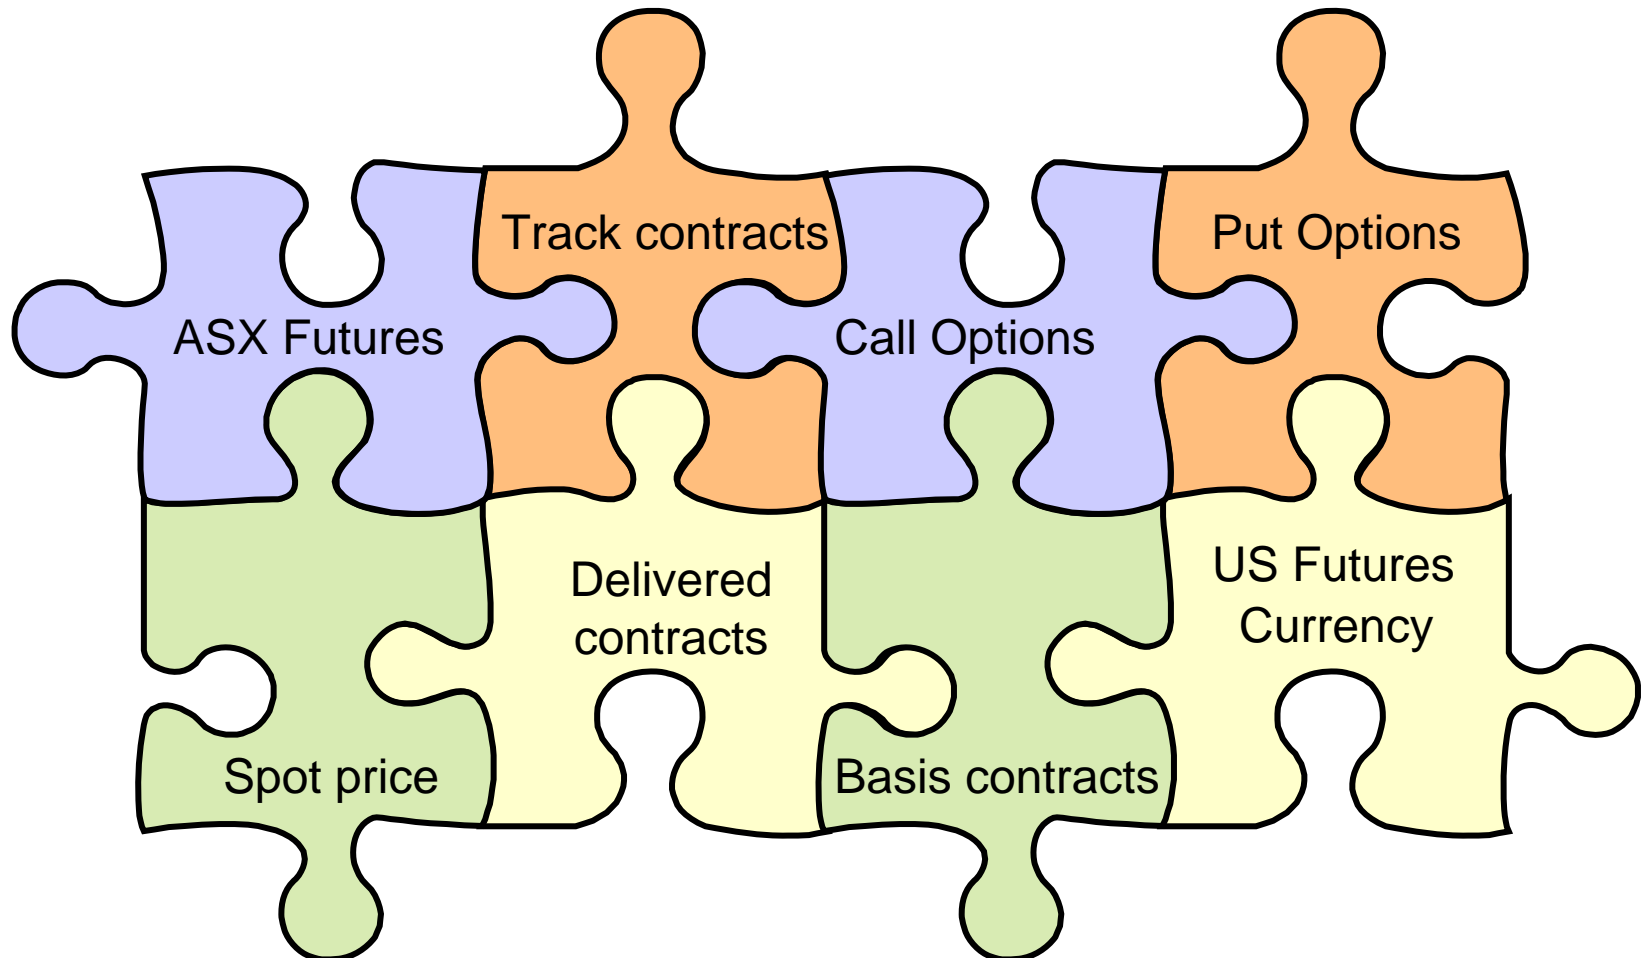 Track contracts
Put Options
ASX Futures
Call Options
Delivered
contracts
US Futures
Currency
Spot price
Basis contracts